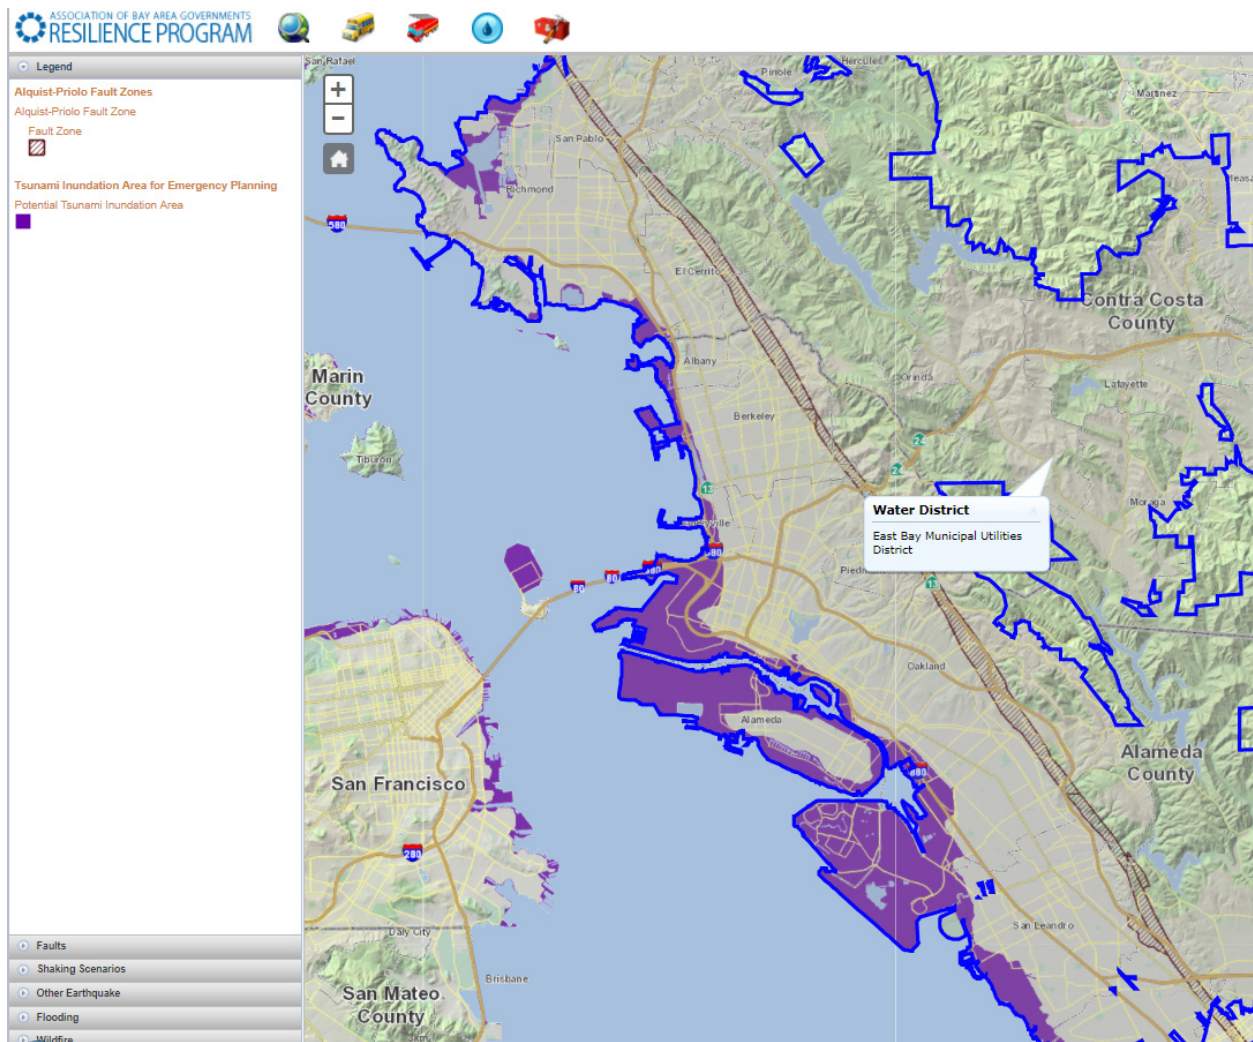 ASSOCIATION OF BAY AREA GOVERNMENTS
RESILIENCE PROGRAM
Legend
Alquist-Priolo Fault Zones
Alquist-Priolo Fault Zone
Fault Zone
Tsunami Inundation Area for Emergency Planning
Potential Tsunami Inundation Area
Faults
Shaking Scenarios
Other Earthquake
Flooding
Wildfire
+
−
San Rafael
Pinole
Hercules
Martinez
San Pablo
Richmond
580
El Cerrito
Contra Costa
County
Albany
Marin
County
Orinda
Lafayette
Berkeley
24
Tiburon
24
13
Moraga
Water District
East Bay Municipal Utilities
District
80
80
Piedm
13
Oakland
Alameda
Alameda
County
San Francisco
880
280
San Leandro
Daly City
Brisbane
San Mateo
County
3km